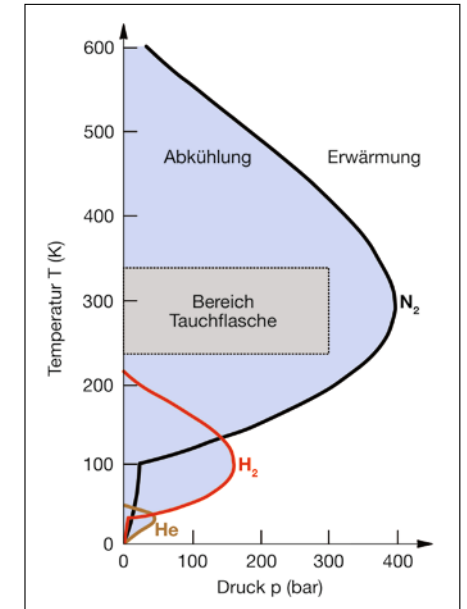 600
500
400
300
200
100
0
Temperatur T (K)
Abkühlung
Erwärmung
Bereich
Tauchflasche
N₂
H₂
He
0
100
200
300
400
Druck p (bar)